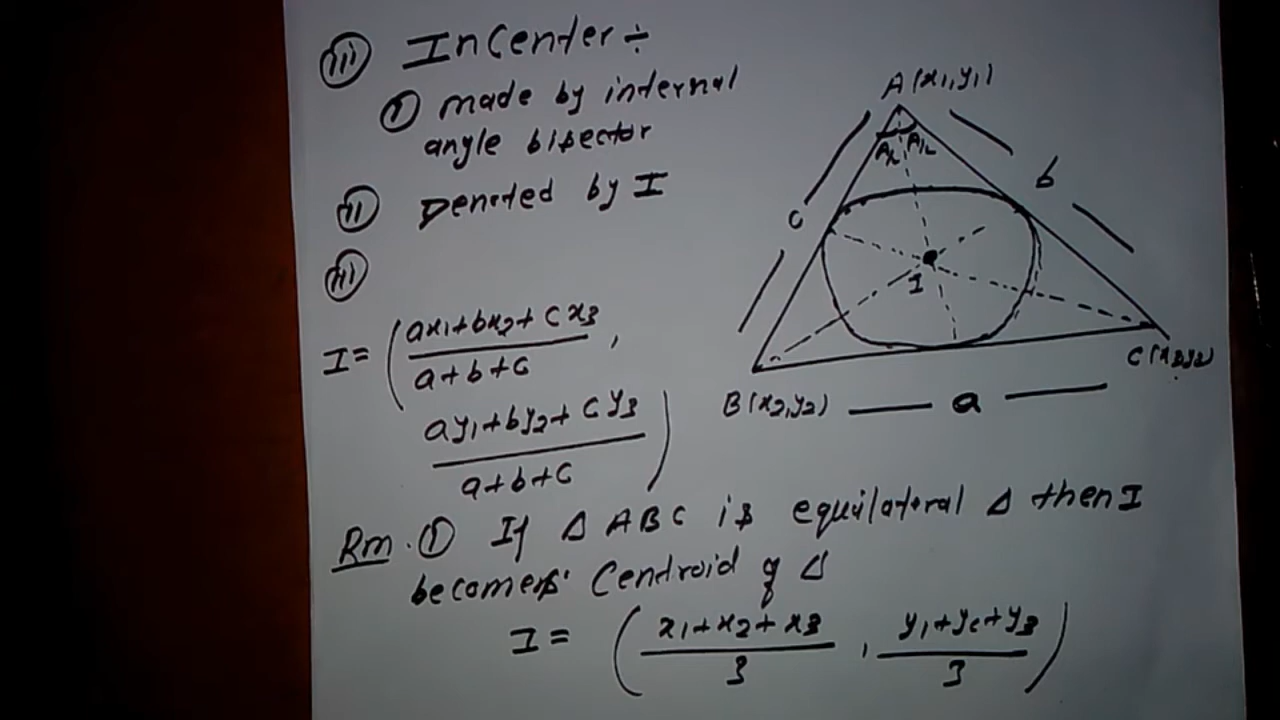 (iii) InCenter ÷
(i) made by internal
angle bisector
(ii) Denoted by I
(iii)
I = ( ax1+bx2+cx3 / a+b+c ,
ay1+by2+cy3 / a+b+c )
A(x1,y1)
A/2 A/2
c
b
I
B(x2,y2)
a
Rm. (i) If Δ ABC is equilateral Δ then I
becomes Centroid of Δ
I = ( x1+x2+x3 / 3 , y1+y2+y3 / 3 )